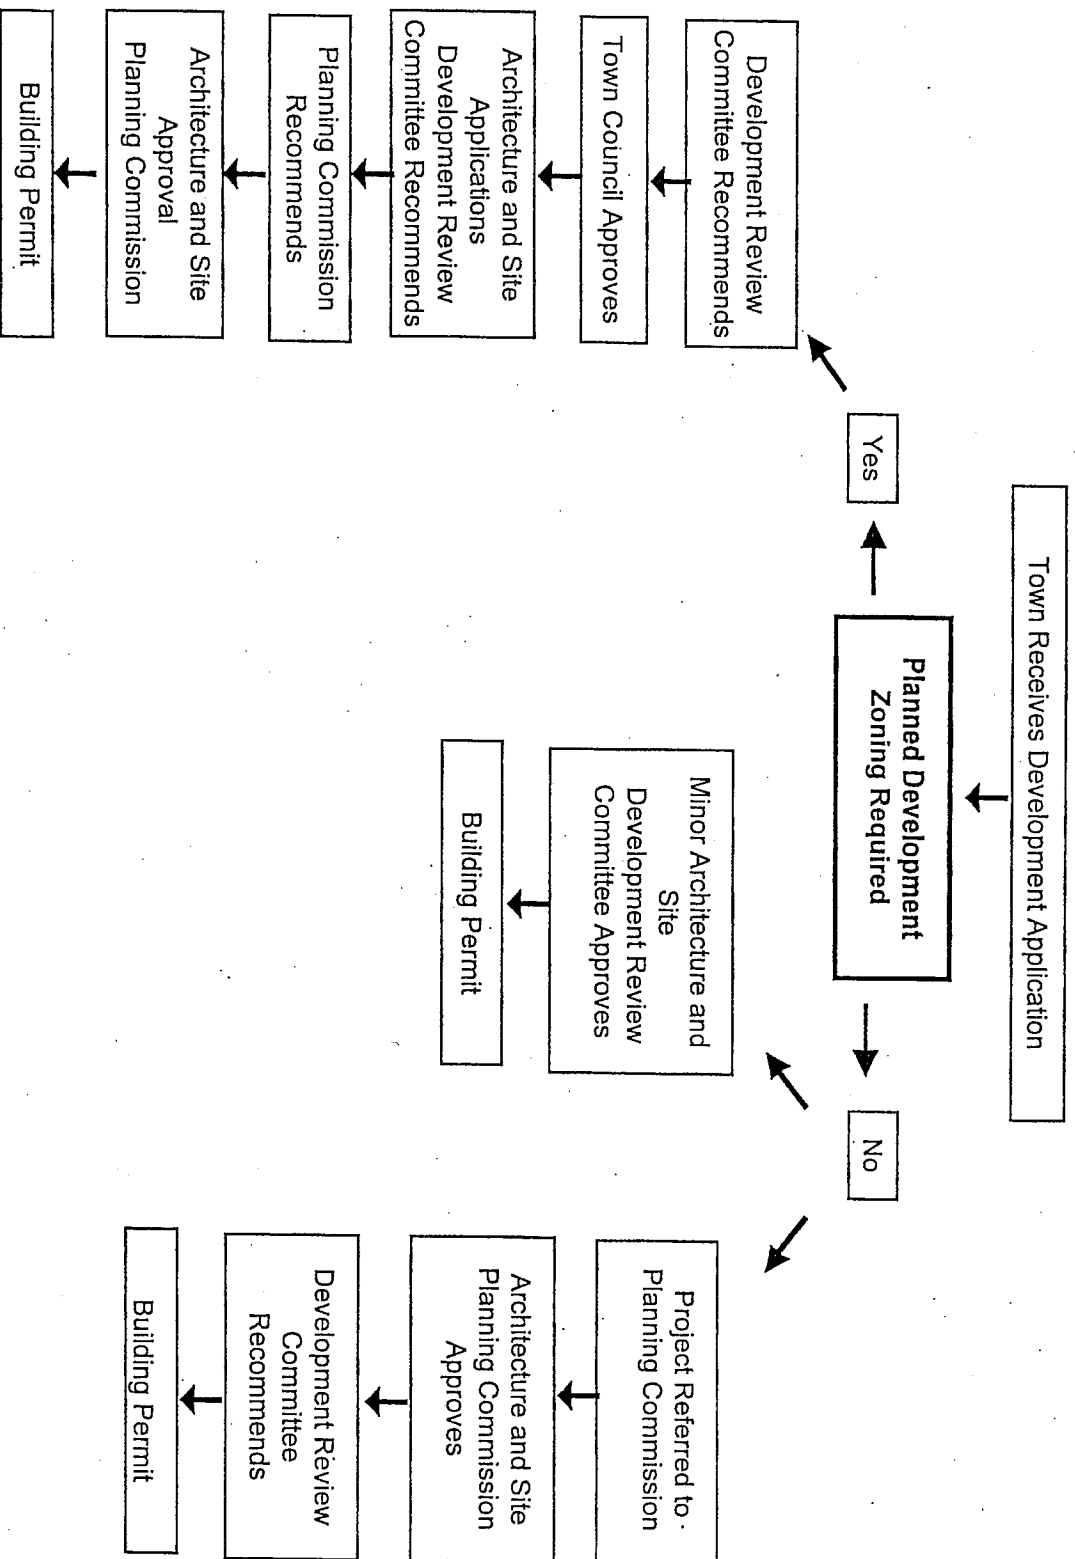 Town Receives Development Application
Planned Development
Zoning Required
Yes
No
Development Review
Committee Recommends
Town Council Approves
Architecture and Site
Applications
Development Review
Committee Recommends
Planning Commission
Recommends
Architecture and Site
Approval
Planning Commission
Building Permit
Minor Architecture and
Site
Development Review
Committee Approves
Building Permit
Project Referred to
Planning Commission
Architecture and Site
Planning Commission
Approves
Development Review
Committee
Recommends
Building Permit